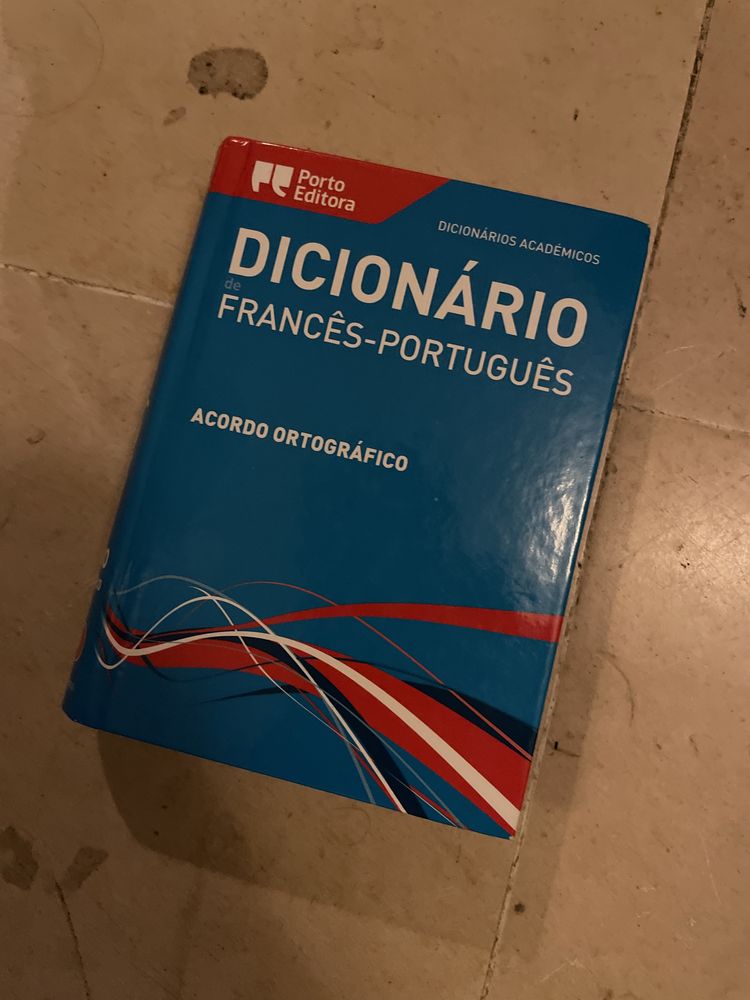 Porto
Editora
DICIONÁRIOS ACADÉMICOS
DICIONÁRIO
de
FRANCÊS-PORTUGUÊS
ACORDO ORTOGRÁFICO